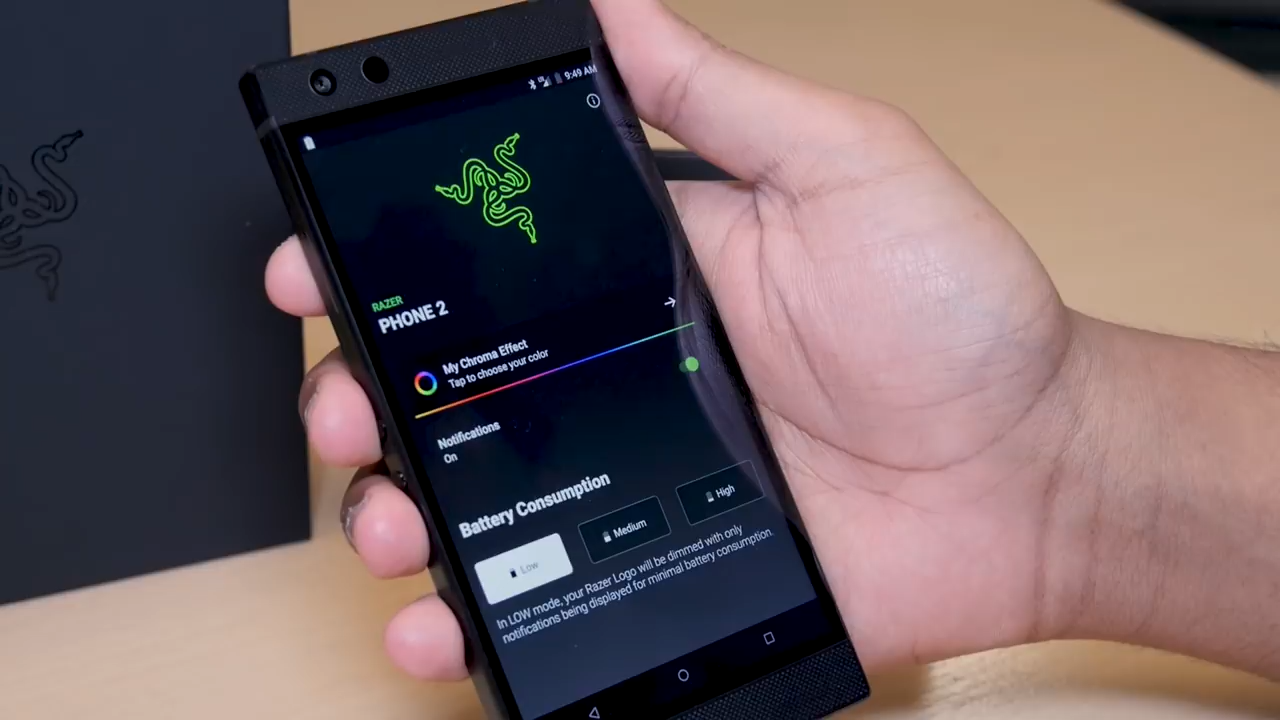 LTE 9:49 AM
RAZER
PHONE 2
My Chroma Effect
Tap to choose your color
Notifications
On
Battery Consumption
Low
Medium
High
In LOW mode, your Razer Logo will be dimmed with only
notifications being displayed for minimal battery consumption.